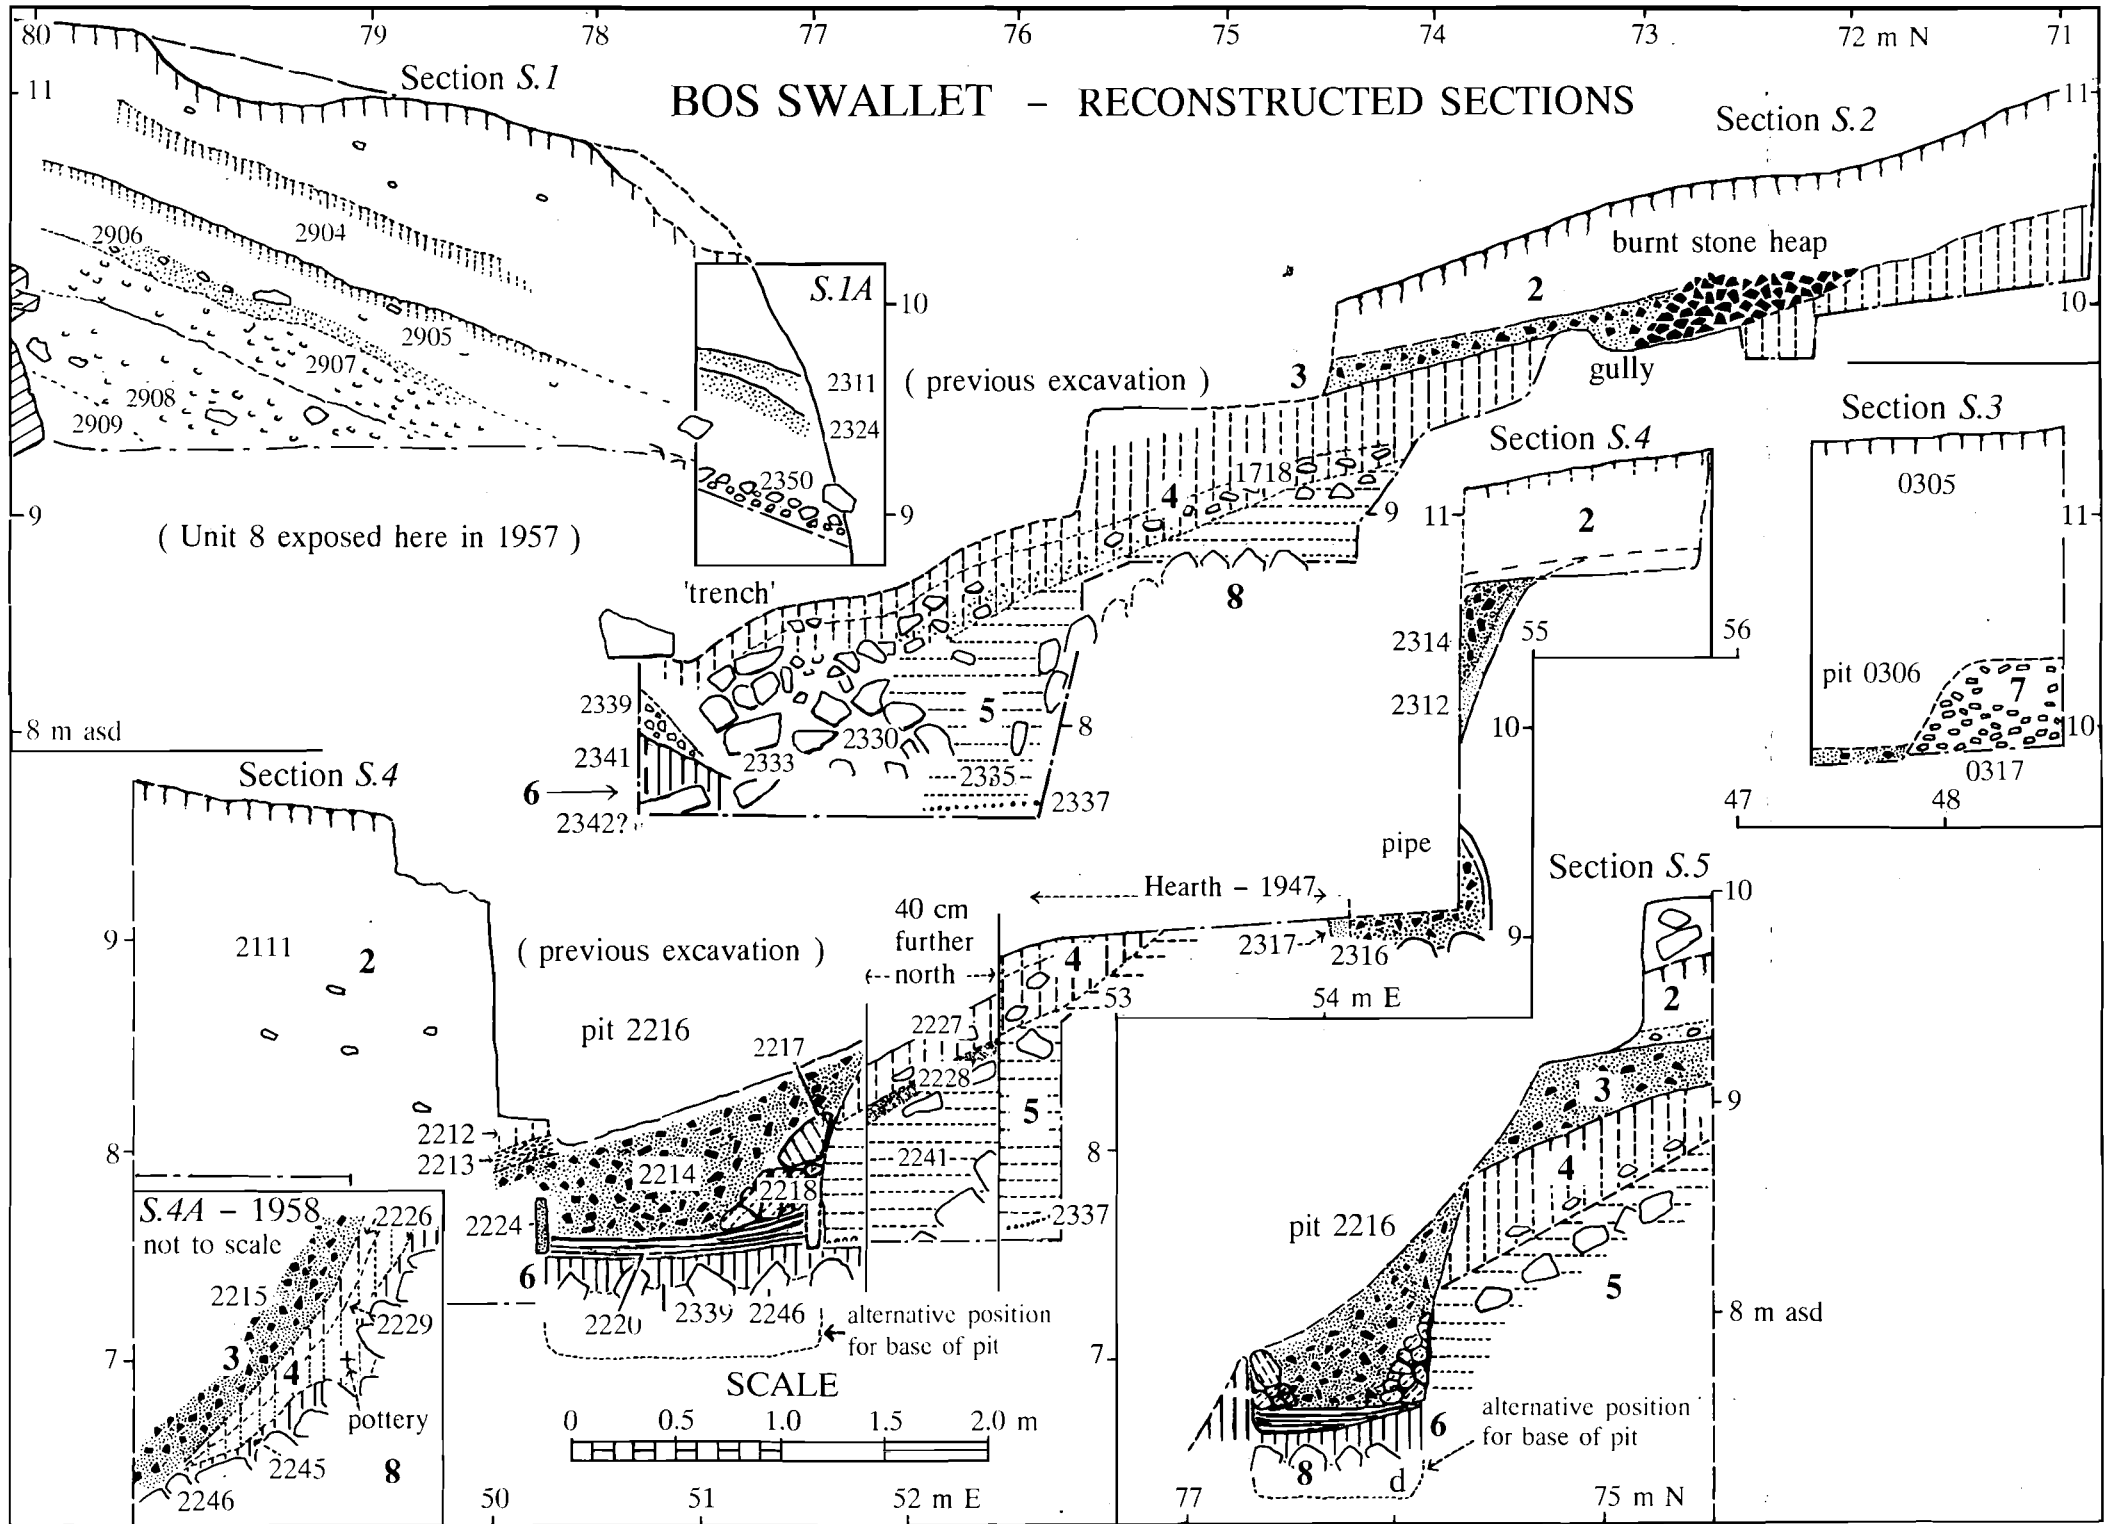 80 79 78 77 76 75 74 73 72 m N 71
BOS SWALLET – RECONSTRUCTED SECTIONS
Section S.1
11
2904
2906
2905
2907
2908
2909
9
( Unit 8 exposed here in 1957 )
8 m asd
S.1A
10
2311
2324
2350
9
( previous excavation )
Section S.2
11
burnt stone heap
2
10
3
gully
1718
4
9
8
'trench'
2339
5
8
2330
2341
2333
2335
6
2337
2342?
Section S.3
0305
11
pit 0306
7
10
0317
47 48
Section S.4
11
2
2314
55 56
2312
10
pipe
Hearth – 1947
2317
2316
9
53 54 m E
Section S.4
9
2111
2
( previous excavation )
40 cm
further
north
4
pit 2216
2227
2217
2228
5
2212
8
2213
2214
2241
8
2218
2224
2337
6
2220 2339 2246
alternative position
for base of pit
7
S.4A – 1958
not to scale
2226
2215
2229
3
4
pottery
2245
8
2246
SCALE
0 0.5 1.0 1.5 2.0 m
50 51 52 m E
Section S.5
10
2
3
9
4
pit 2216
5
8 m asd
7
6
alternative position
for base of pit
8
d
77 75 m N